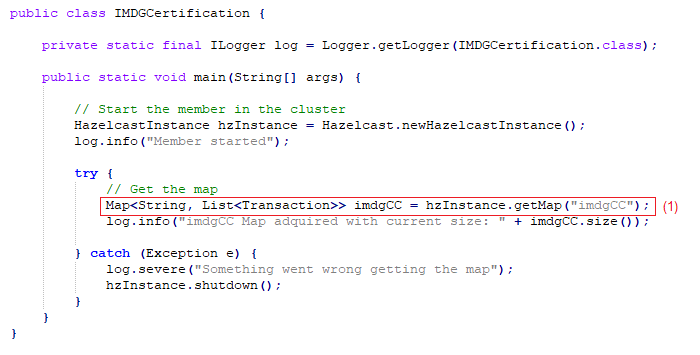 public class IMDGCertification {
private static final ILogger log = Logger.getLogger(IMDGCertification.class);
public static void main(String[] args) {
// Start the member in the cluster
HazelcastInstance hzInstance = Hazelcast.newHazelcastInstance();
log.info("Member started");
try {
// Get the map
Map<String, List<Transaction>> imdgCC = hzInstance.getMap("imdgCC"); (1)
log.info("imdgCC Map adquired with current size: " + imdgCC.size());
} catch (Exception e) {
log.severe("Something went wrong getting the map");
hzInstance.shutdown();
}
}
}